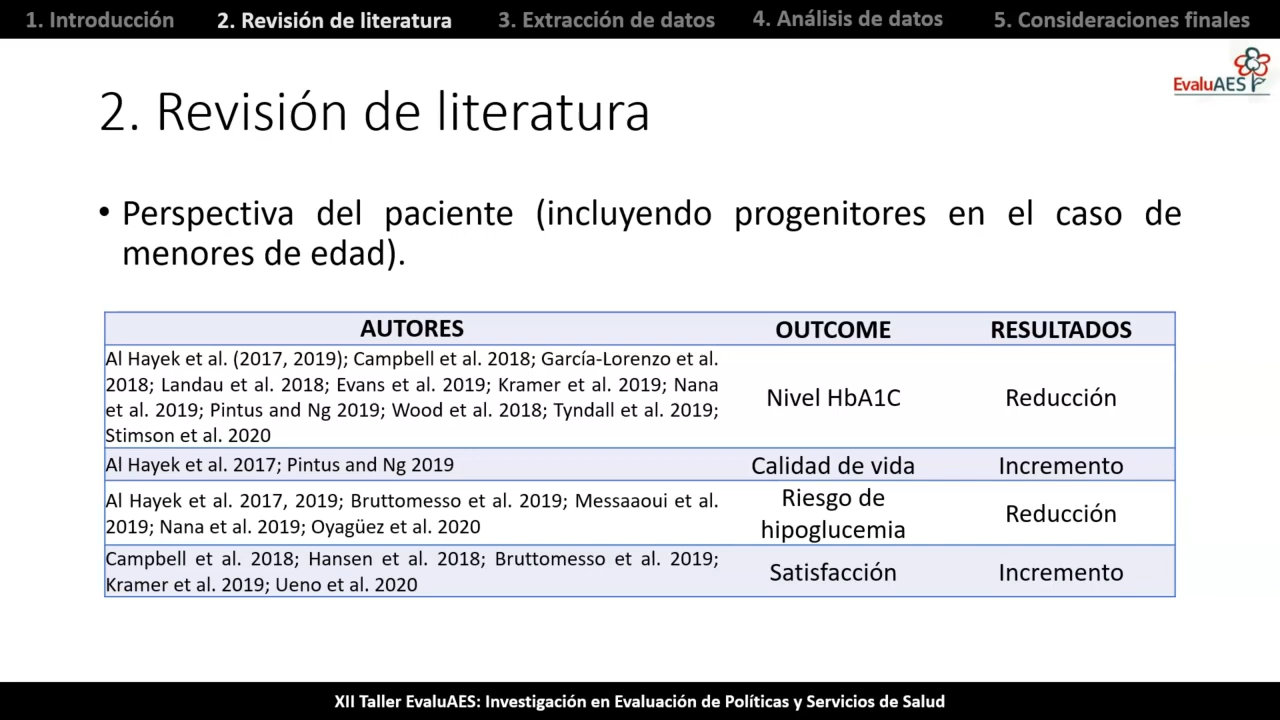 1. Introducción 2. Revisión de literatura 3. Extracción de datos 4. Análisis de datos 5. Consideraciones finales
EvaluAES
2. Revisión de literatura
• Perspectiva del paciente (incluyendo progenitores en el caso de
menores de edad).
AUTORES OUTCOME RESULTADOS
Al Hayek et al. (2017, 2019); Campbell et al. 2018; García-Lorenzo et al.
2018; Landau et al. 2018; Evans et al. 2019; Kramer et al. 2019; Nana
et al. 2019; Pintus and Ng 2019; Wood et al. 2018; Tyndall et al. 2019;
Stimson et al. 2020
Nivel HbA1C
Reducción
Al Hayek et al. 2017; Pintus and Ng 2019
Calidad de vida
Incremento
Al Hayek et al. 2017, 2019; Bruttomesso et al. 2019; Messaaoui et al.
2019; Nana et al. 2019; Oyagüez et al. 2020
Riesgo de
hipoglucemia
Reducción
Campbell et al. 2018; Hansen et al. 2018; Bruttomesso et al. 2019;
Kramer et al. 2019; Ueno et al. 2020
Satisfacción
Incremento
XII Taller EvaluAES: Investigación en Evaluación de Políticas y Servicios de Salud